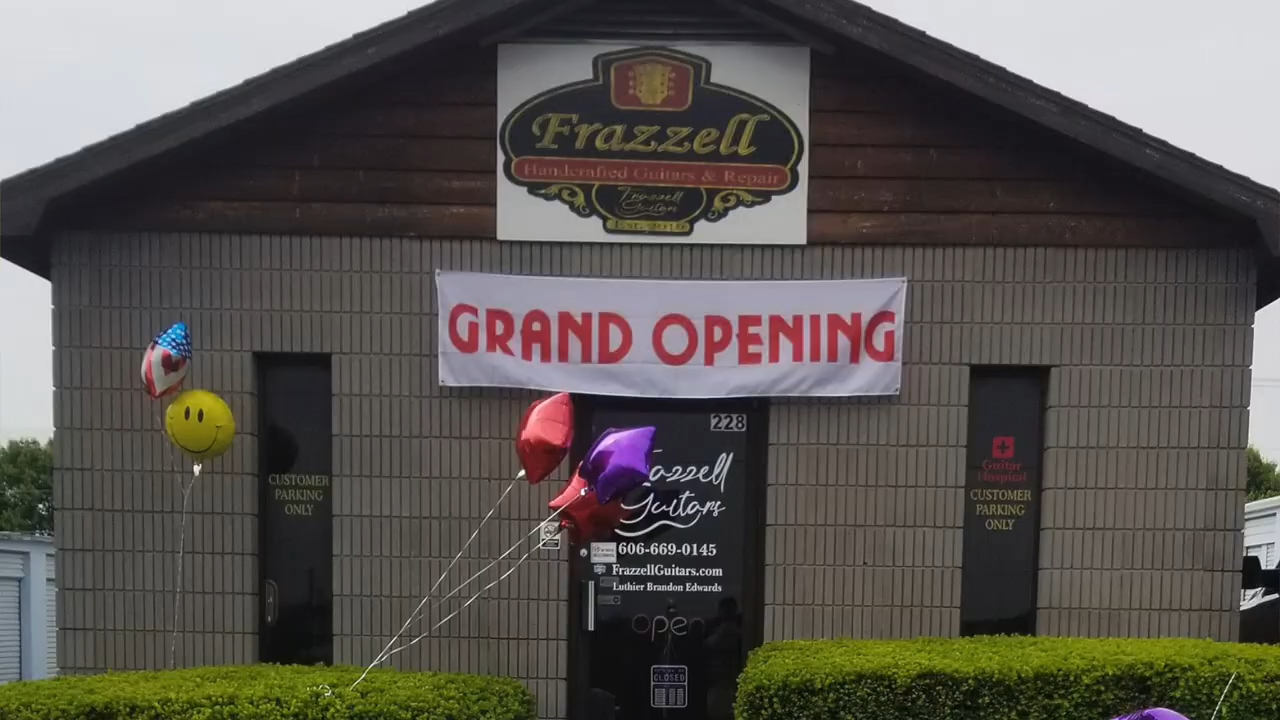 Frazzell
Handcrafted Guitars & Repair
Frazzell
Guitars
Est. 2010
GRAND OPENING
228
CUSTOMER
PARKING
ONLY
Frazzell
Guitars
606-669-0145
FrazzellGuitars.com
Luthier Brandon Edwards
open
CLOSED
Guitar
Hospital
CUSTOMER
PARKING
ONLY